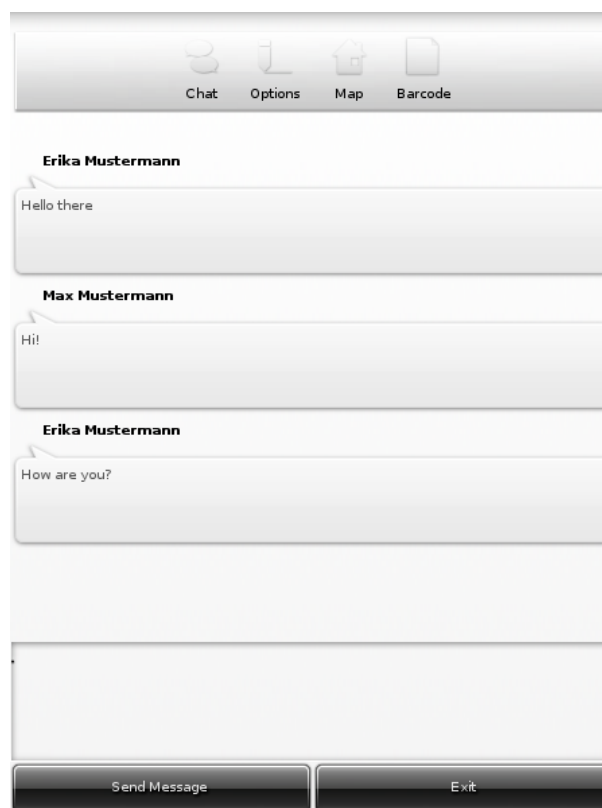 Chat Options Map Barcode
Erika Mustermann
Hello there
Max Mustermann
Hi!
Erika Mustermann
How are you?
Send Message Exit